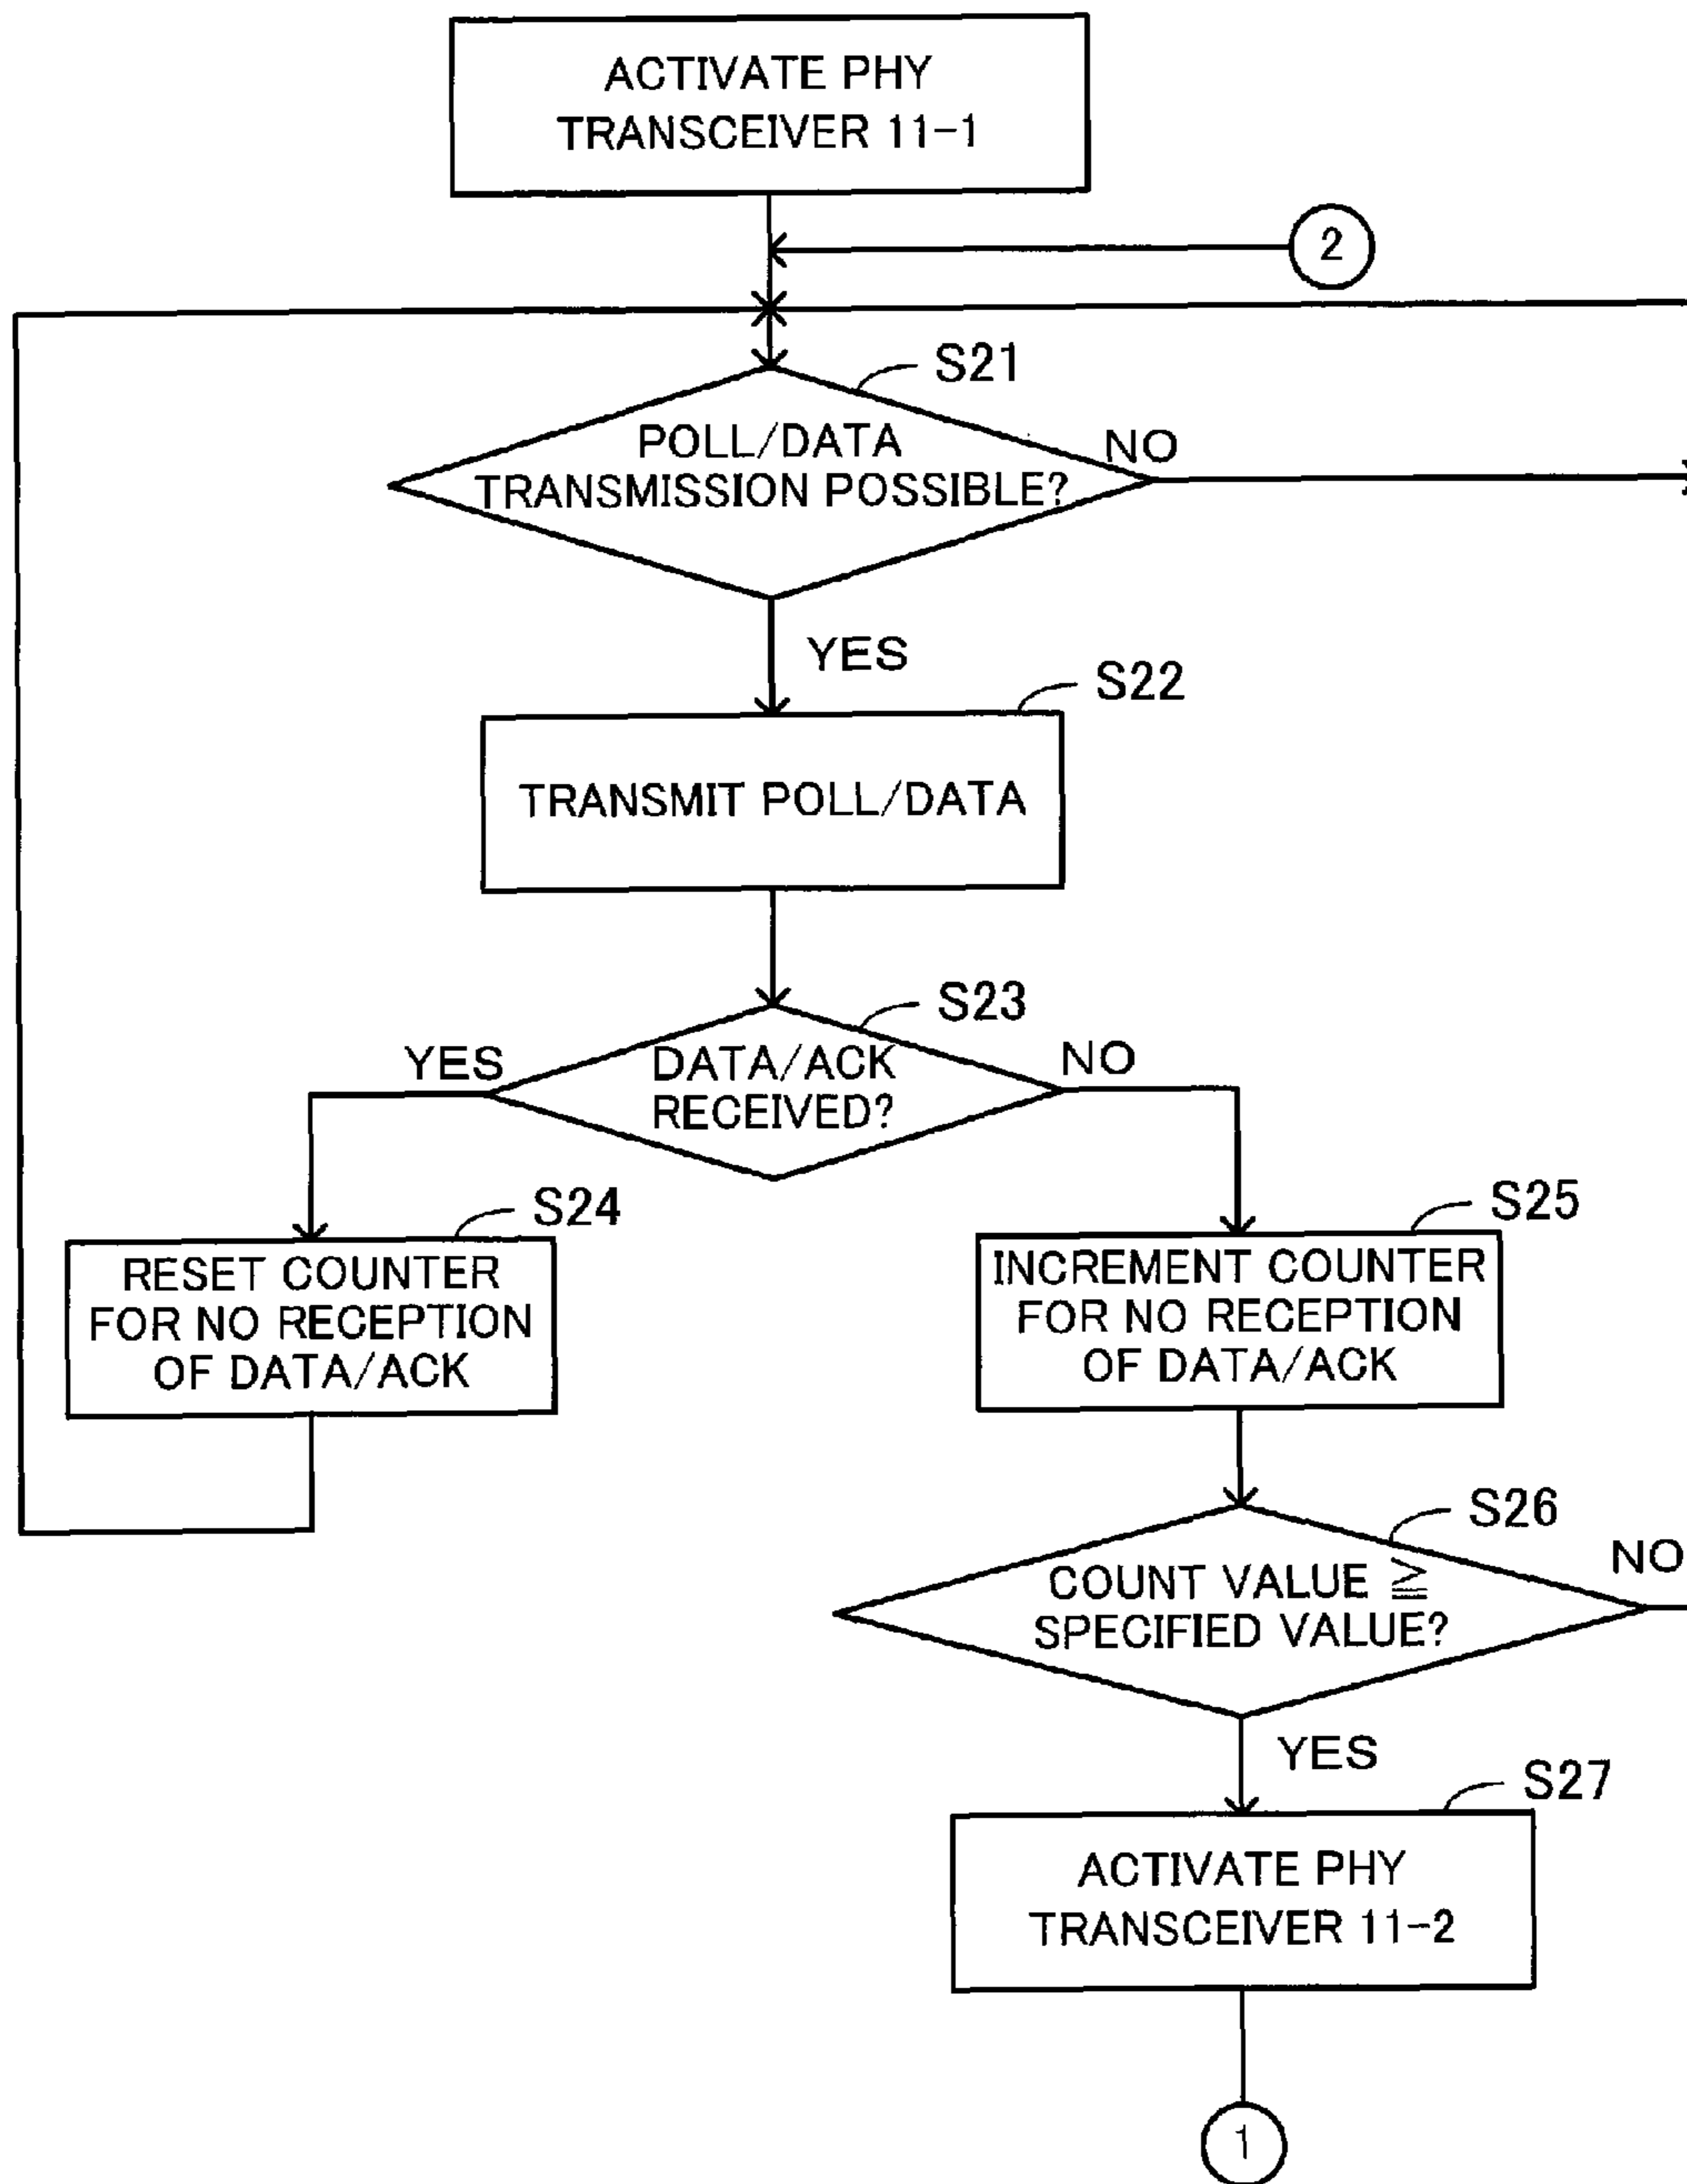 ACTIVATE PHY
TRANSCEIVER 11-1
2
S21
POLL/DATA
TRANSMISSION POSSIBLE?
NO
YES
S22
TRANSMIT POLL/DATA
S23
YES
DATA/ACK
RECEIVED?
NO
S24
RESET COUNTER
FOR NO RECEPTION
OF DATA/ACK
S25
INCREMENT COUNTER
FOR NO RECEPTION
OF DATA/ACK
S26
COUNT VALUE ≧
SPECIFIED VALUE?
NO
YES
S27
ACTIVATE PHY
TRANSCEIVER 11-2
1